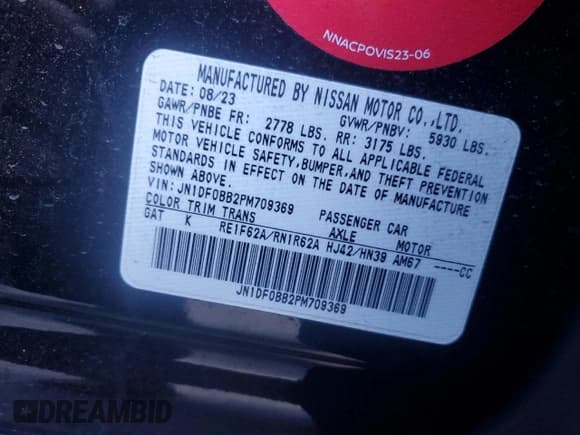 NNACPOVIS23-06
MANUFACTURED BY NISSAN MOTOR CO.,LTD.
DATE: 08/23 GVWR/PNBV: 5930 LBS.
GAWR/PNBE FR: 2778 LBS. RR: 3175 LBS.
THIS VEHICLE CONFORMS TO ALL APPLICABLE FEDERAL
MOTOR VEHICLE SAFETY,BUMPER,AND THEFT PREVENTION
STANDARDS IN EFFECT ON THE DATE OF MANUFACTURE
SHOWN ABOVE.
VIN: JN1DF0BB2PM709369 PASSENGER CAR
COLOR TRIM TRANS AXLE MOTOR
GAT K RE1F62A/RN1R62A HJ42/HN39 AM67 ----CC
JN1DF0BB2PM709369
DREAMBID